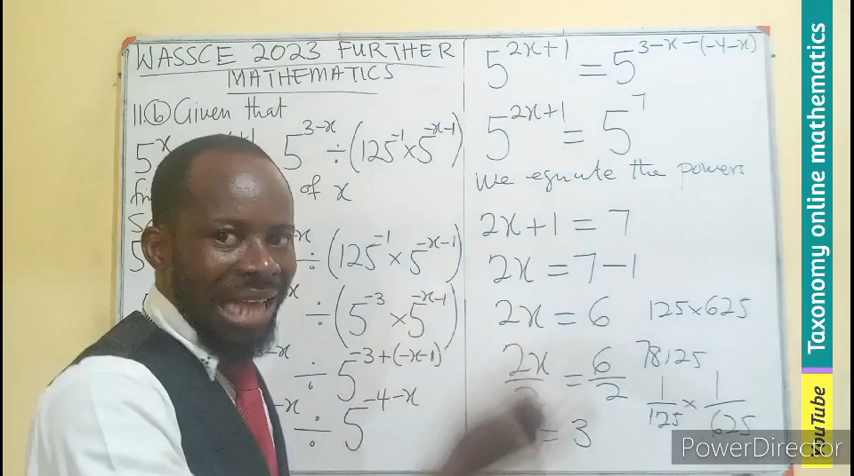 WASSCE 2023 FURTHER
MATHEMATICS
11(b) Given that
5^x 5^{3-x} ÷ (125^{-1} × 5^{-x-1})
of x
÷ (125^{-1} × 5^{-x-1})
÷ (5^{-3} × 5^{-x-1})
÷ 5^{-3+(-x-1)}
÷ 5^{-4-x}
5^{2x+1} = 5^{3-x-(-4-x)}
5^{2x+1} = 5^7
We equate the powers
2x+1 = 7
2x = 7-1
2x = 6
2x = 6/2
= 3
125×625
78125
1/125 × 1/625
YouTube Taxonomy online mathematics
PowerDirector